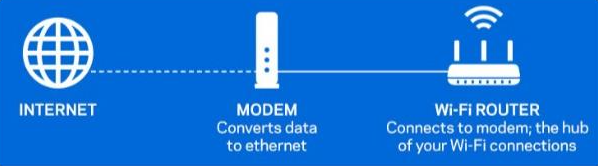 INTERNET
MODEM
Converts data
to ethernet
Wi-Fi ROUTER
Connects to modem; the hub
of your Wi-Fi connections